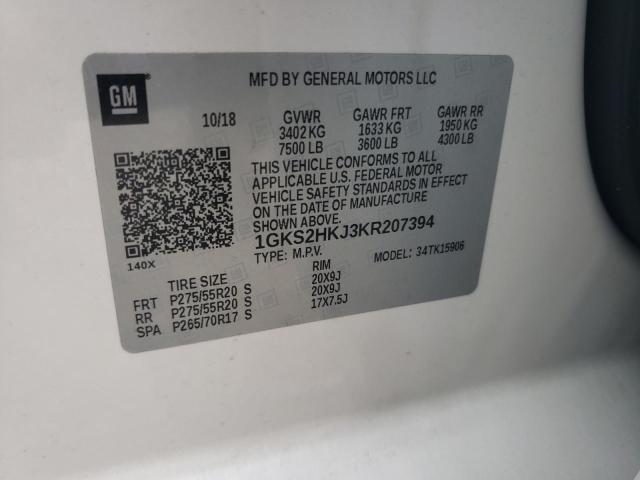 GM
MFD BY GENERAL MOTORS LLC
10/18 GVWR GAWR FRT GAWR RR
3402 KG 1633 KG 1950 KG
7500 LB 3600 LB 4300 LB
THIS VEHICLE CONFORMS TO ALL
APPLICABLE U.S. FEDERAL MOTOR
VEHICLE SAFETY STANDARDS IN EFFECT
ON THE DATE OF MANUFACTURE
SHOWN ABOVE.
1GKS2HKJ3KR207394
140X TYPE: M.P.V. MODEL: 34TK15906
TIRE SIZE RIM
FRT P275/55R20 S 20X9J
RR P275/55R20 S 20X9J
SPA P265/70R17 S 17X7.5J